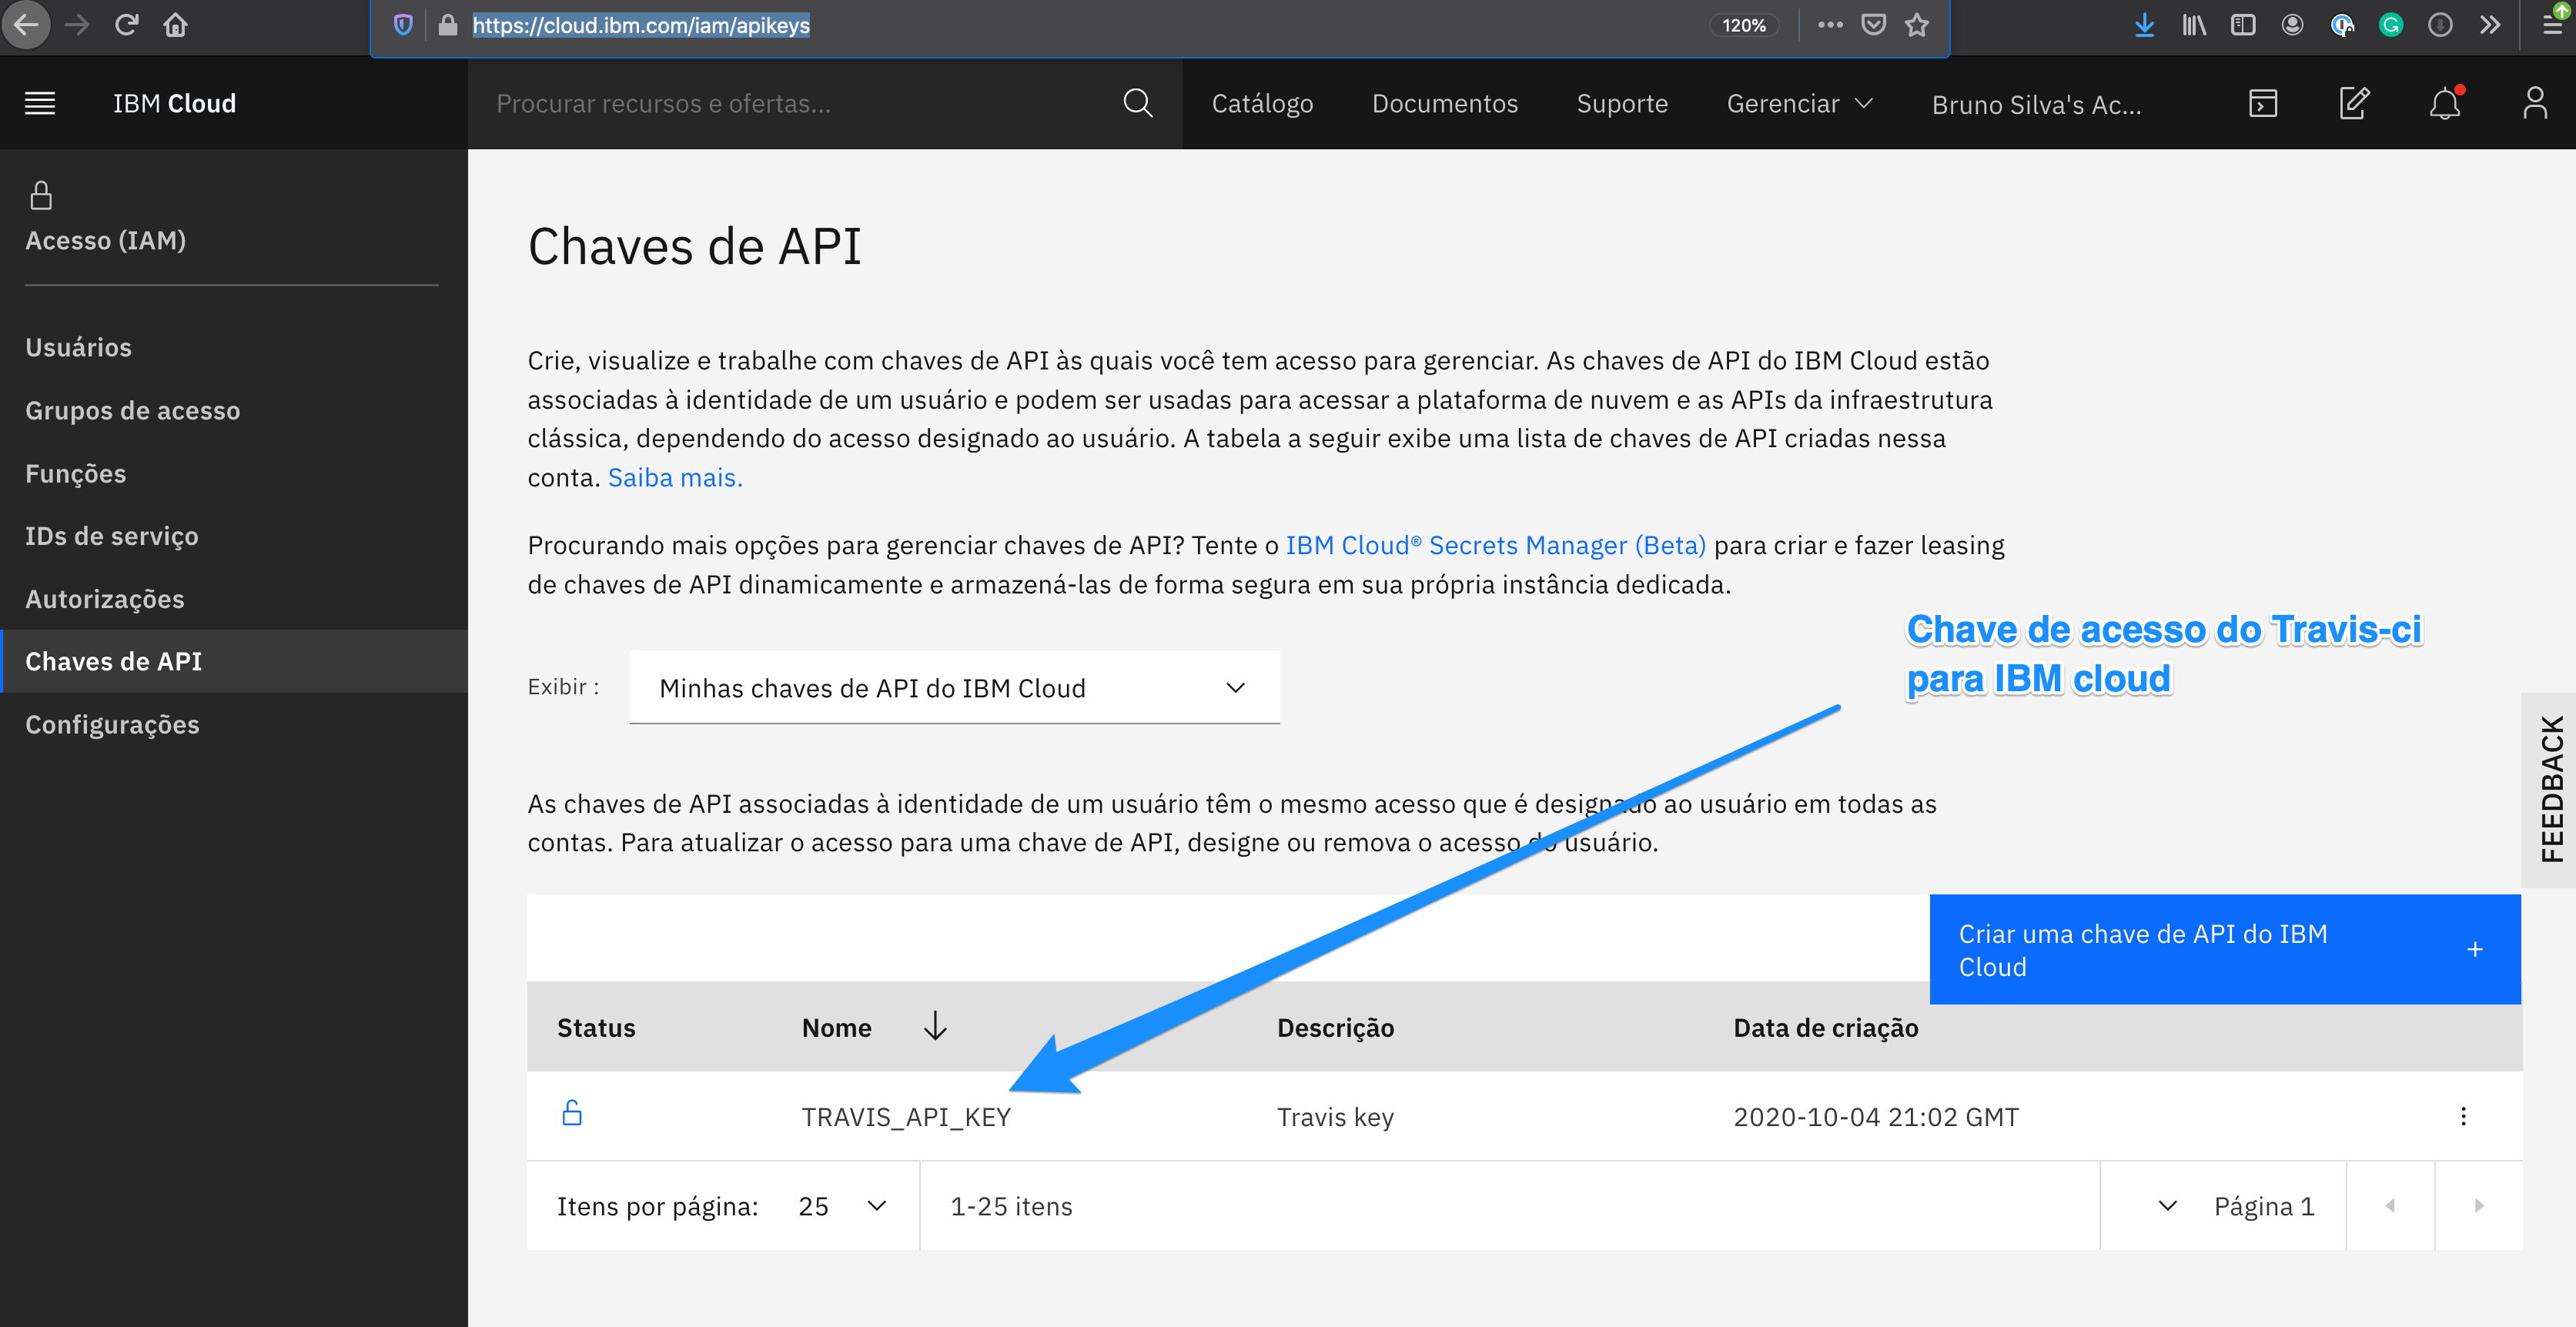 https://cloud.ibm.com/iam/apikeys
120%
IBM Cloud
Procurar recursos e ofertas...
Catálogo
Documentos
Suporte
Gerenciar
Bruno Silva's Ac...
Acesso (IAM)
Usuários
Grupos de acesso
Funções
IDs de serviço
Autorizações
Chaves de API
Configurações
Chaves de API
Crie, visualize e trabalhe com chaves de API às quais você tem acesso para gerenciar. As chaves de API do IBM Cloud estão
associadas à identidade de um usuário e podem ser usadas para acessar a plataforma de nuvem e as APIs da infraestrutura
clássica, dependendo do acesso designado ao usuário. A tabela a seguir exibe uma lista de chaves de API criadas nessa
conta. Saiba mais.
Procurando mais opções para gerenciar chaves de API? Tente o IBM Cloud® Secrets Manager (Beta) para criar e fazer leasing
de chaves de API dinamicamente e armazená-las de forma segura em sua própria instância dedicada.
Chave de acesso do Travis-ci
para IBM cloud
Exibir :
Minhas chaves de API do IBM Cloud
FEEDBACK
As chaves de API associadas à identidade de um usuário têm o mesmo acesso que é designado ao usuário em todas as
contas. Para atualizar o acesso para uma chave de API, designe ou remova o acesso do usuário.
Criar uma chave de API do IBM
Cloud
+
Status
Nome
Descrição
Data de criação
TRAVIS_API_KEY
Travis key
2020-10-04 21:02 GMT
Itens por página:
25
1-25 itens
Página 1